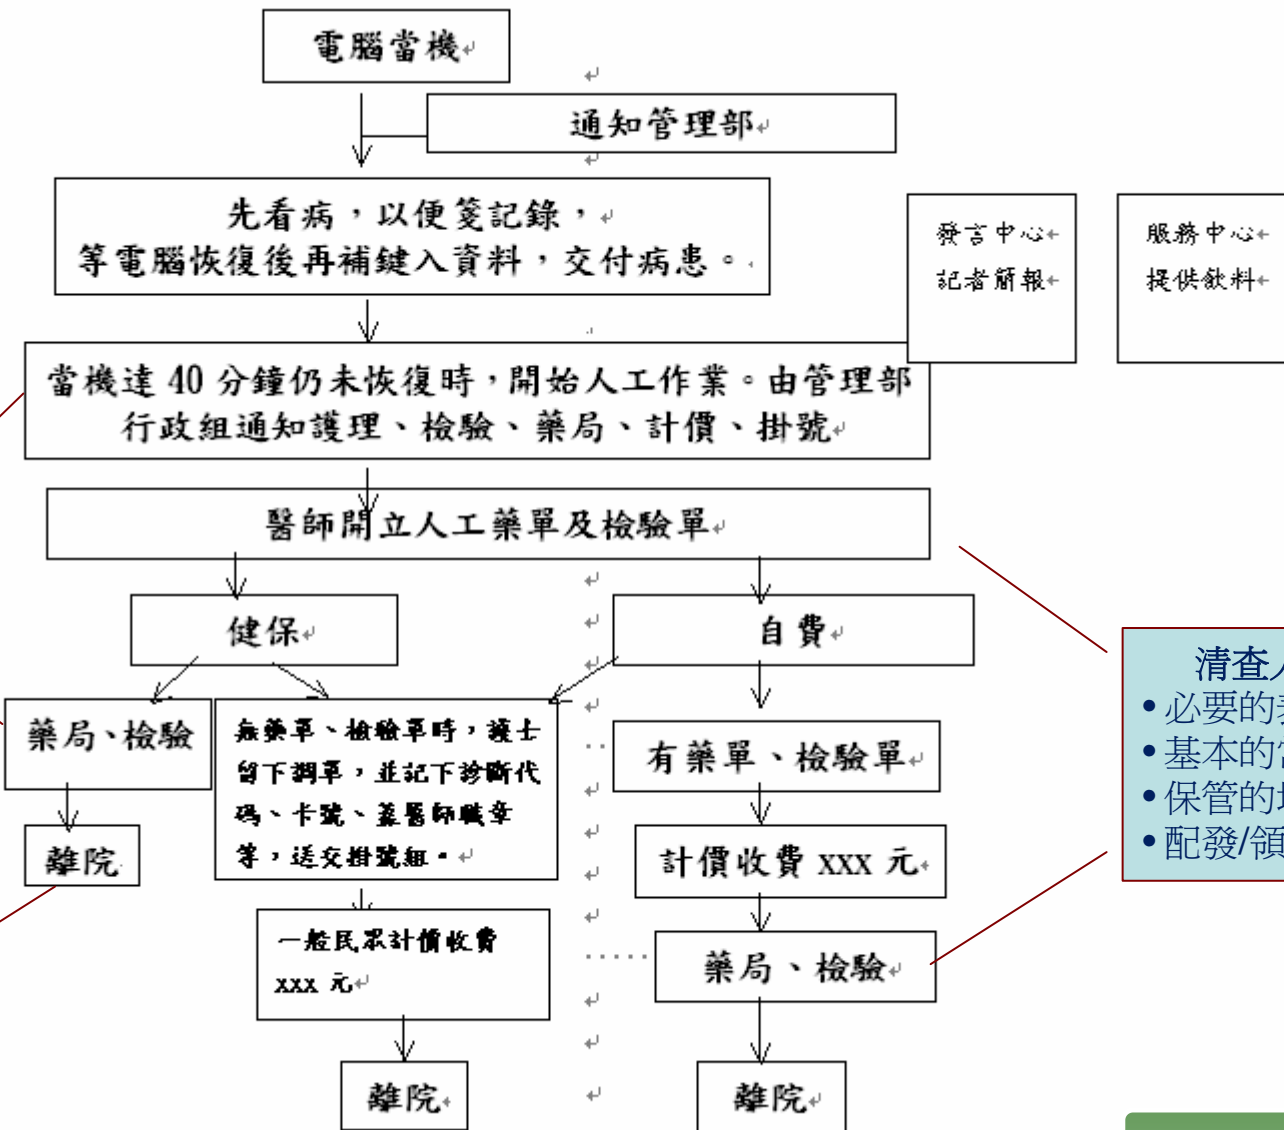 電腦當機
通知管理部
先看病，以便箋記錄，
等電腦恢復後再補鍵入資料，交付病患。
發言中心
記者簡報
服務中心
提供飲料
當機達 40 分鐘仍未恢復時，開始人工作業。由管理部
行政組通知護理、檢驗、藥局、計價、掛號
醫師開立人工藥單及檢驗單
健保
自費
藥局、檢驗
無藥單、檢驗單時，護士
留下調單，並記下診斷代
碼、卡號、蓋醫師職章
等，送交掛號組。
有藥單、檢驗單
離院
計價收費 xxx 元
一般民眾計價收費
xxx 元
藥局、檢驗
離院
離院
清查
•必要的
•基本的
•保管的
•配發/領